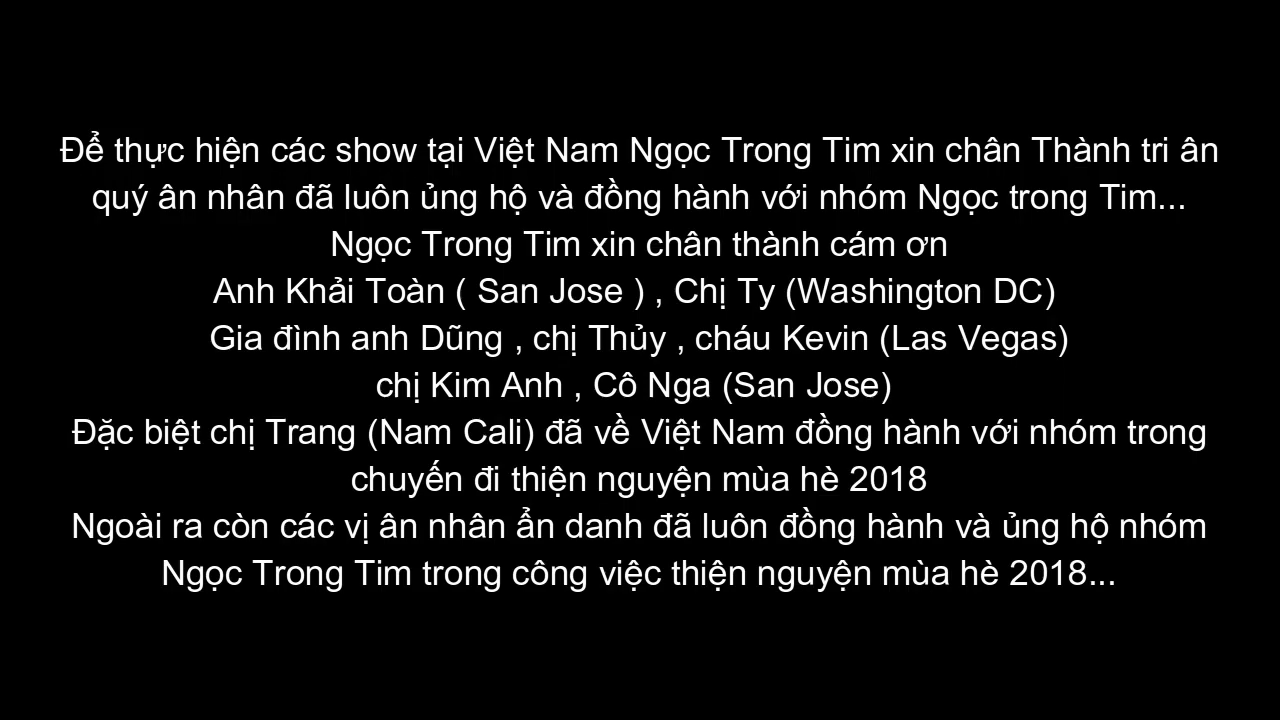 Để thực hiện các show tại Việt Nam Ngọc Trong Tim xin chân Thành tri ân
quý ân nhân đã luôn ủng hộ và đồng hành với nhóm Ngọc trong Tim...
Ngọc Trong Tim xin chân thành cám ơn
Anh Khải Toàn ( San Jose ) , Chị Ty (Washington DC)
Gia đình anh Dũng , chị Thủy , cháu Kevin (Las Vegas)
chị Kim Anh , Cô Nga (San Jose)
Đặc biệt chị Trang (Nam Cali) đã về Việt Nam đồng hành với nhóm trong
chuyến đi thiện nguyện mùa hè 2018
Ngoài ra còn các vị ân nhân ẩn danh đã luôn đồng hành và ủng hộ nhóm
Ngọc Trong Tim trong công việc thiện nguyện mùa hè 2018...